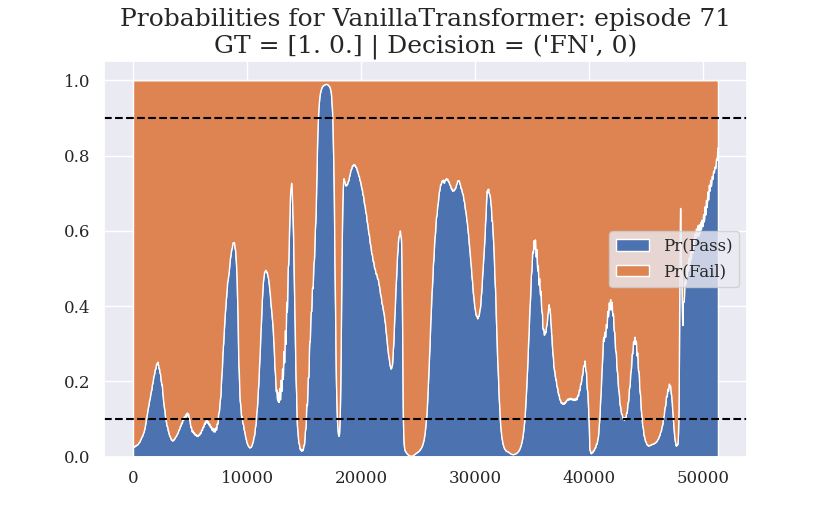 Probabilities for VanillaTransformer: episode 71
GT = [1. 0.] | Decision = ('FN', 0)
1.0
0.8
0.6
0.4
0.2
0.0
Pr(Pass)
Pr(Fail)
0 10000 20000 30000 40000 50000